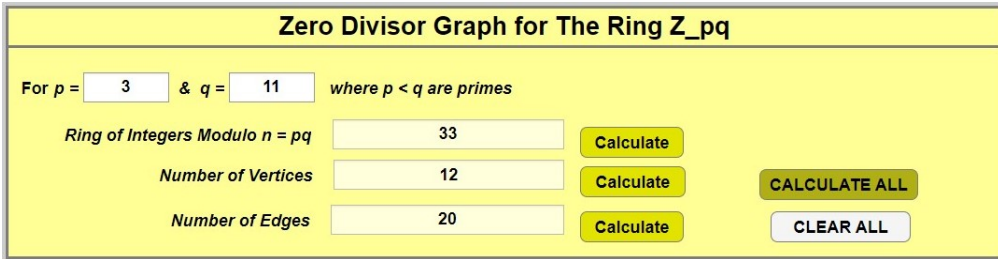 Zero Divisor Graph for The Ring Z_pq
For p = 3 & q = 11 where p < q are primes
Ring of Integers Modulo n = pq 33 Calculate
Number of Vertices 12 Calculate CALCULATE ALL
Number of Edges 20 Calculate CLEAR ALL